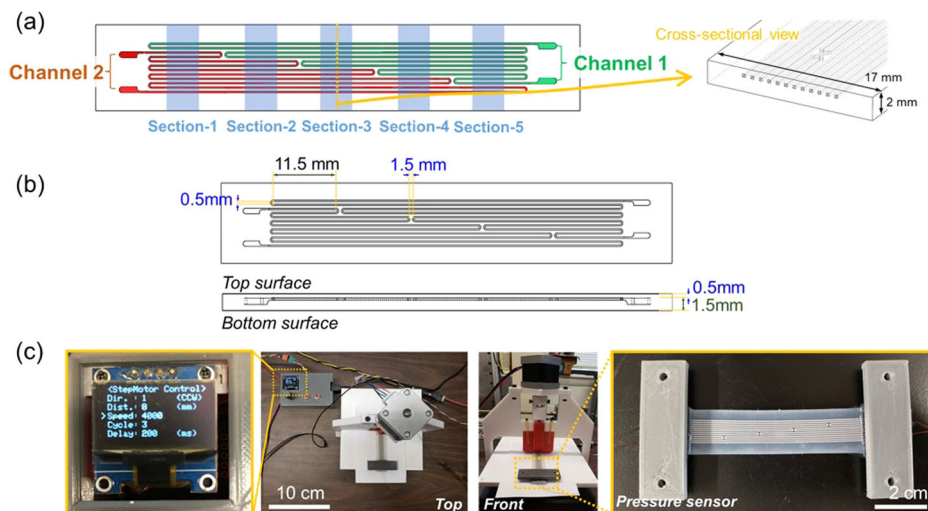 (a)
Channel 2
Channel 1
Section-1 Section-2 Section-3 Section-4 Section-5
Cross-sectional view
17 mm
2 mm
(b)
11.5 mm
1.5 mm
0.5mm
Top surface
Bottom surface
0.5mm
1.5mm
(c)
<StepMotor Control>
Dir. : 1 (CCW)
Dist.: 8 (mm)
>Speed: 4000
Cycle: 3
Delay: 200 (ms)
10 cm
Top
Front
Pressure sensor
2 cm